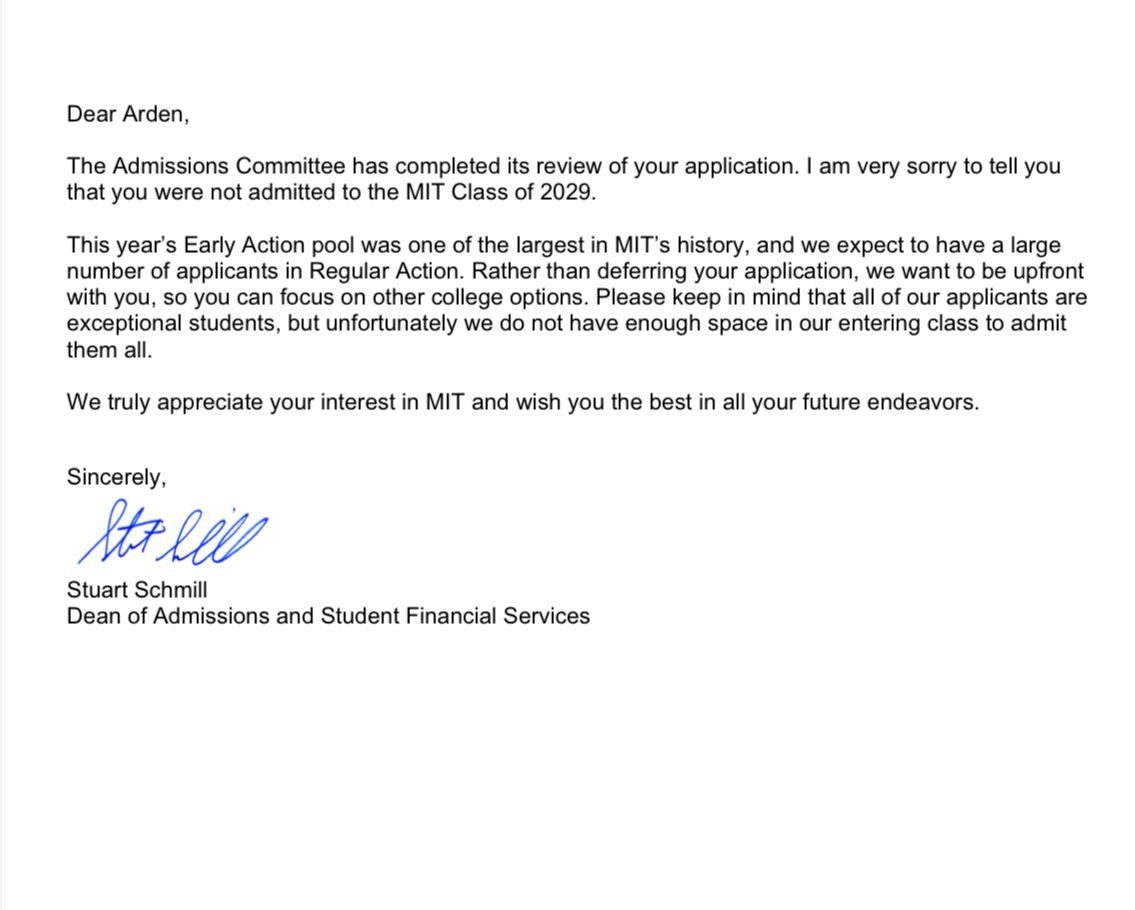 Dear Arden,
The Admissions Committee has completed its review of your application. I am very sorry to tell you
that you were not admitted to the MIT Class of 2029.
This year’s Early Action pool was one of the largest in MIT’s history, and we expect to have a large
number of applicants in Regular Action. Rather than deferring your application, we want to be upfront
with you, so you can focus on other college options. Please keep in mind that all of our applicants are
exceptional students, but unfortunately we do not have enough space in our entering class to admit
them all.
We truly appreciate your interest in MIT and wish you the best in all your future endeavors.
Sincerely,
Stuart Schmill
Dean of Admissions and Student Financial Services